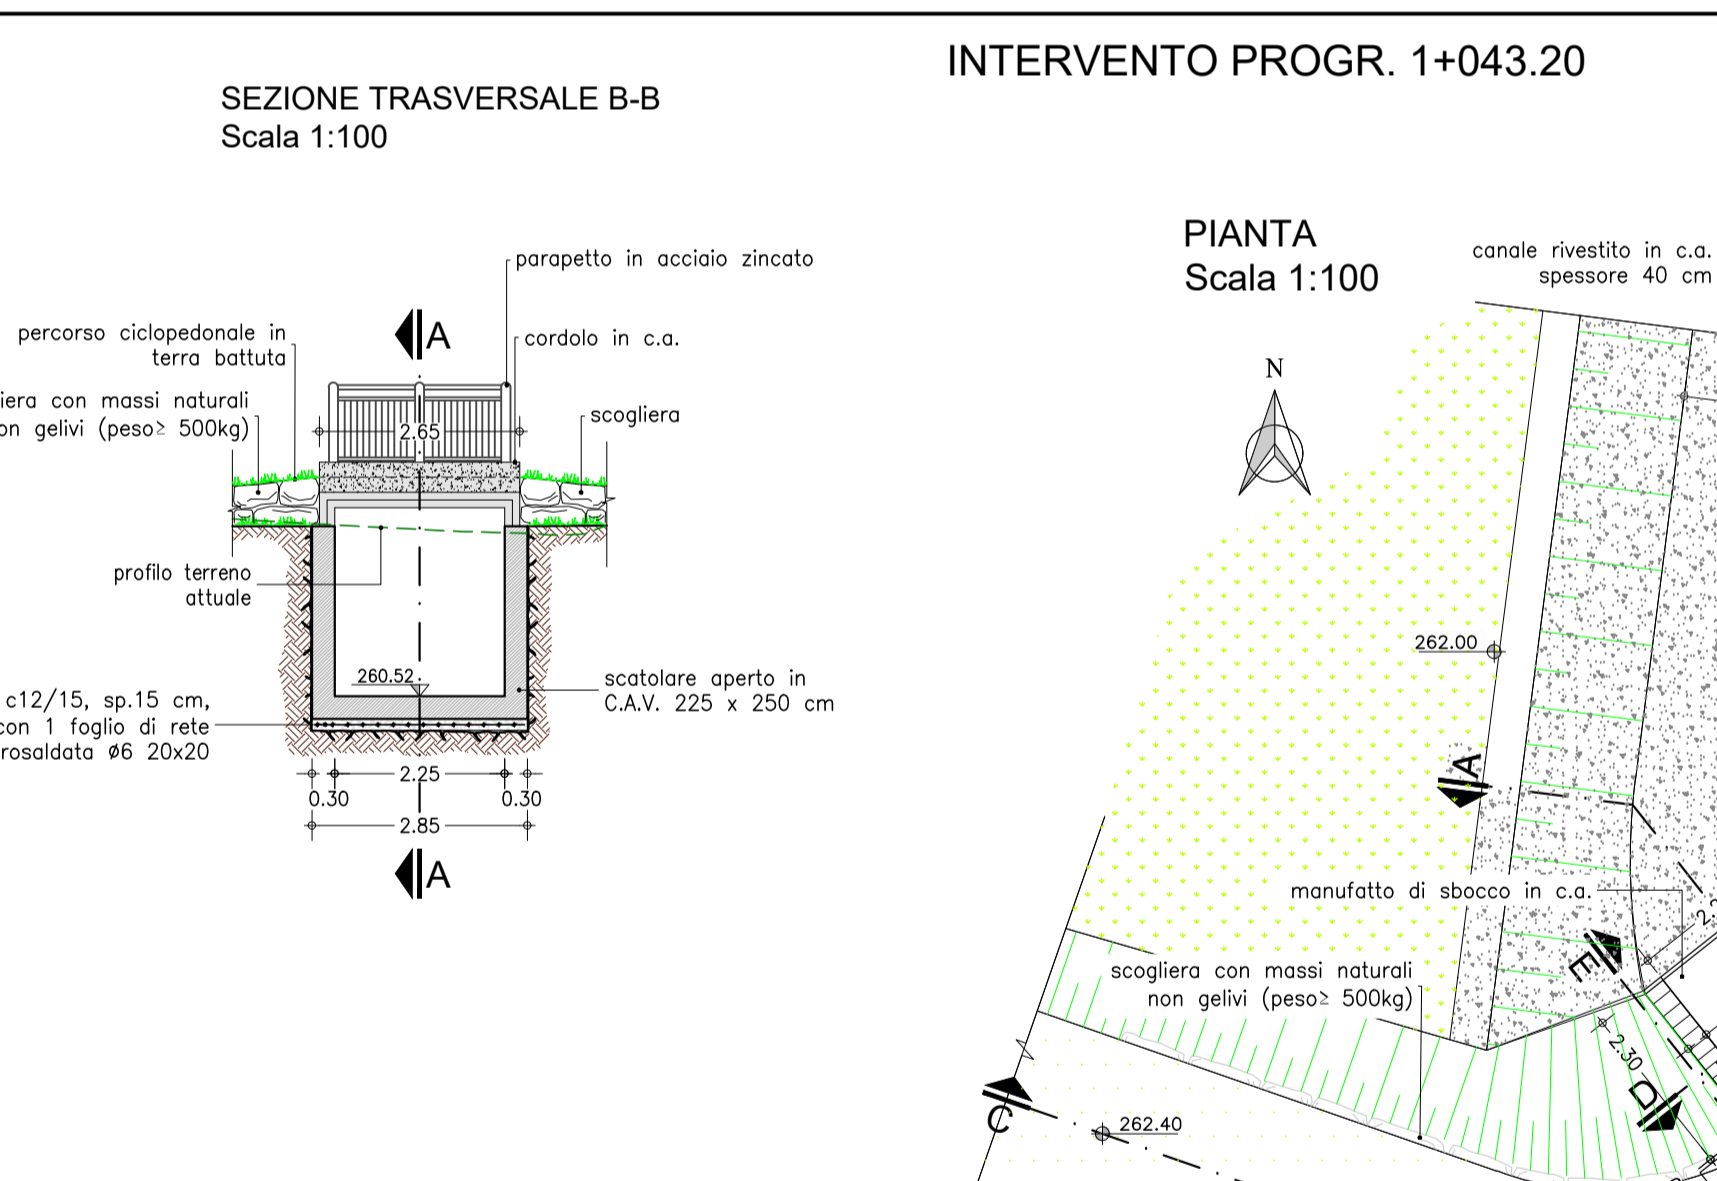 INTERVENTO PROGR. 1+043.20
SEZIONE TRASVERSALE B-B
Scala 1:100
parapetto in acciaio zincato
A
cordolo in c.a.
percorso ciclopedonale in
terra battuta
iera con massi naturali
on gelivi (peso≥ 500kg)
2.65
scogliera
profilo terreno
attuale
260.52
scatolare aperto in
C.A.V. 225 x 250 cm
c12/15, sp.15 cm,
con 1 foglio di rete
rosaldata ø6 20x20
2.25
0.30
0.30
2.85
A
PIANTA
Scala 1:100
canale rivestito in c.a.
spessore 40 cm
N
262.00
A
manufatto di sbocco in c.a.
scogliera con massi naturali
non gelivi (peso≥ 500kg)
E
2.30
D
C
262.40